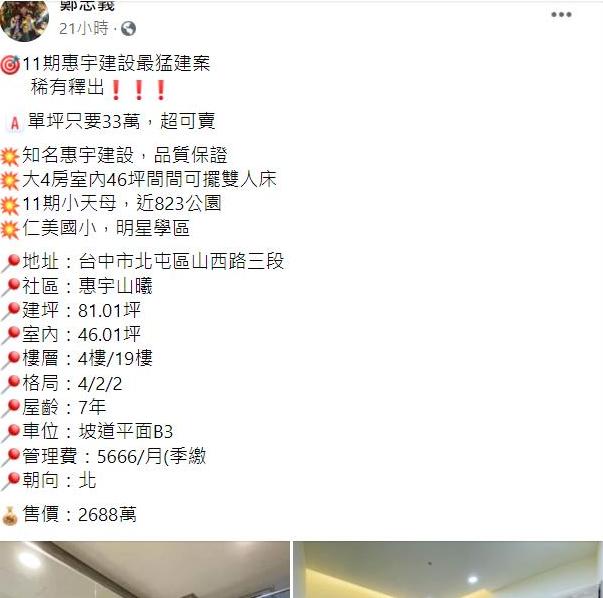 鄭志義
21小時 ·
🎯11期惠宇建設最猛建案
稀有釋出❗❗❗
🅰單坪只要33萬，超可賣
💥知名惠宇建設，品質保證
💥大4房室內46坪間間可擺雙人床
💥11期小天母，近823公園
💥仁美國小，明星學區
📍地址：台中市北屯區山西路三段
📍社區：惠宇山曦
📍建坪：81.01坪
📍室內：46.01坪
📍樓層：4樓/19樓
📍格局：4/2/2
📍屋齡：7年
📍車位：坡道平面B3
📍管理費：5666/月(季繳
📍朝向：北
💰售價：2688萬